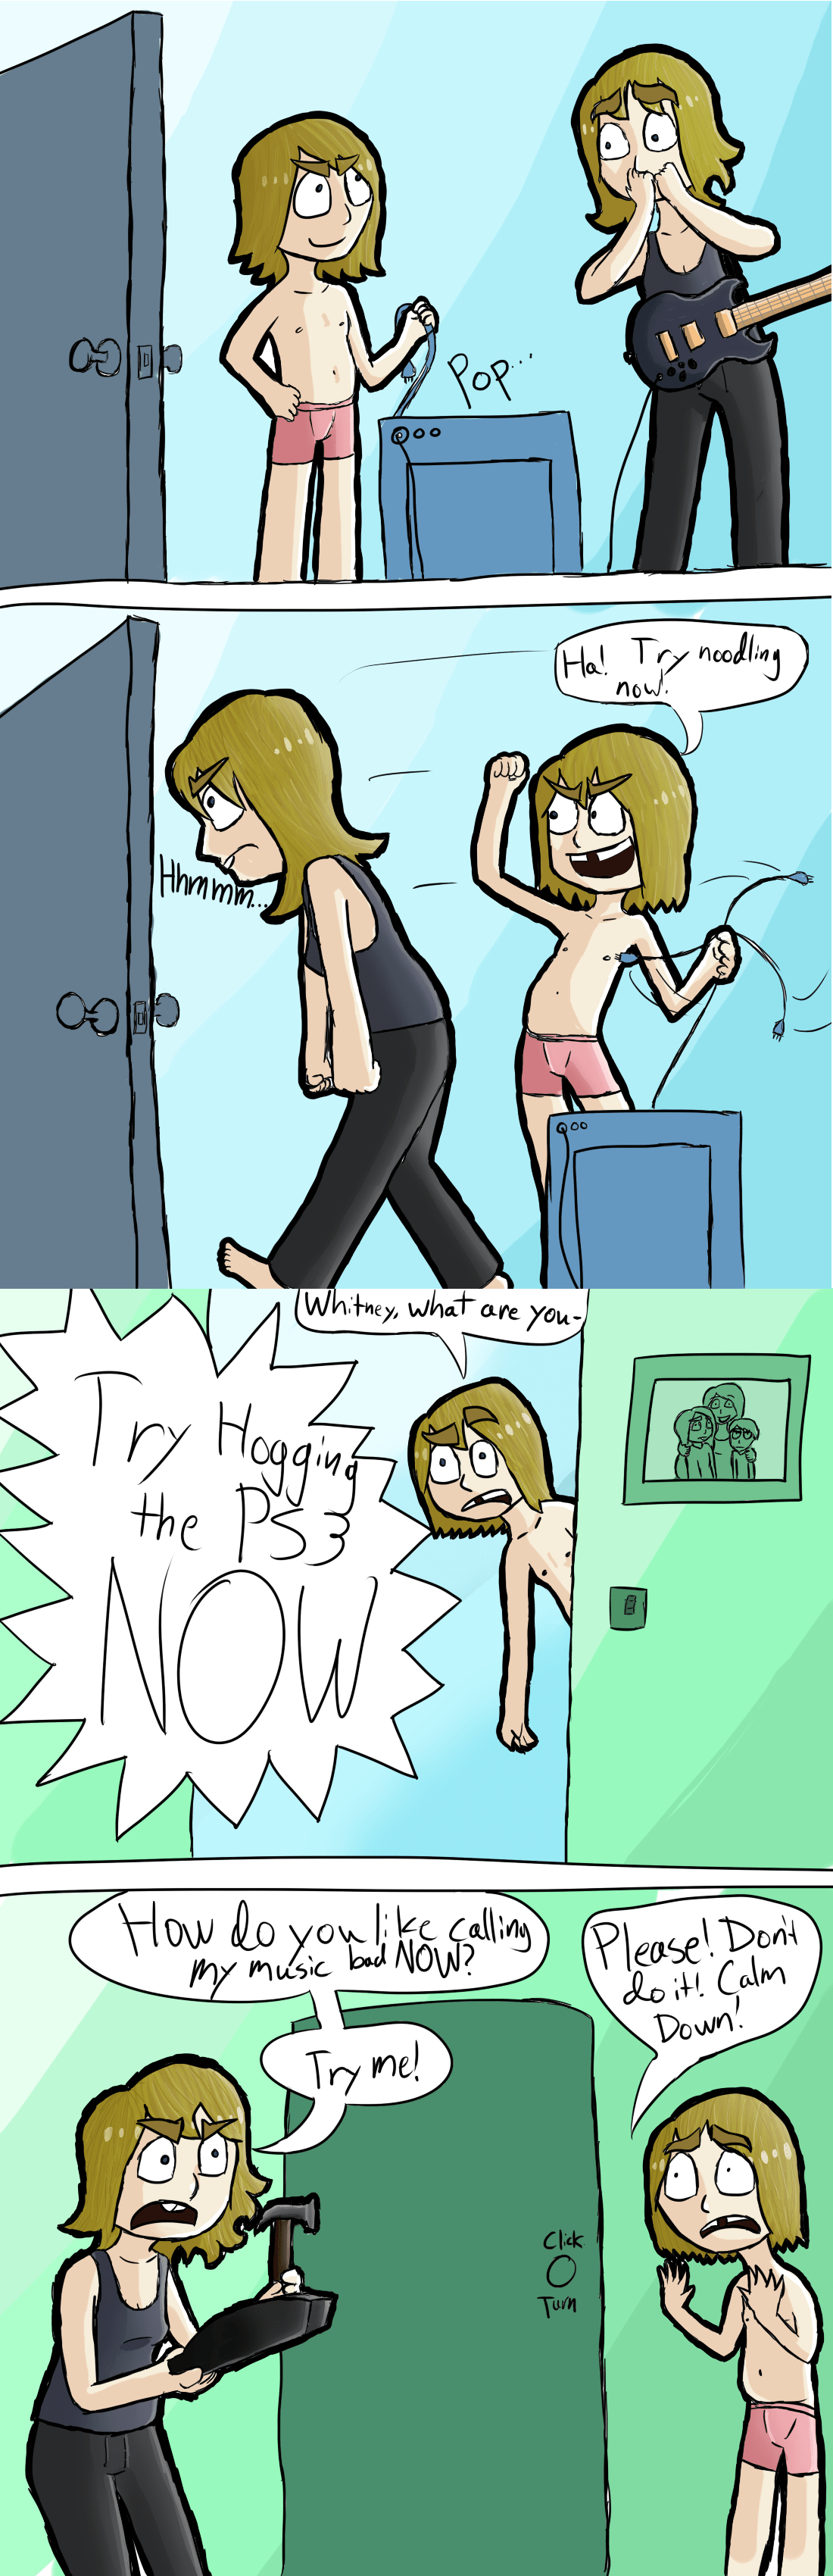 Pop...
Ha! Try noodling
now!
Hhmmm...
Whitney, what are you-
Try Hogging
the PS3
NOW
How do you like calling
my music bad NOW?
Try me!
Please! Don't
do it! Calm
Down!
Click
Turn